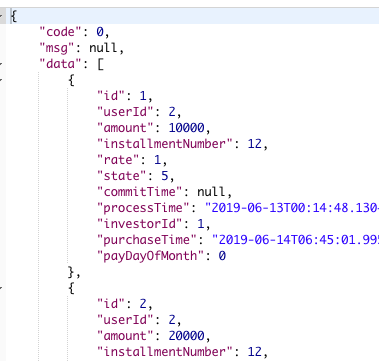 {
"code": 0,
"msg": null,
"data": [
{
"id": 1,
"userId": 2,
"amount": 10000,
"installmentNumber": 12,
"rate": 1,
"state": 5,
"commitTime": null,
"processTime": "2019-06-13T00:14:48.130
"investorId": 1,
"purchaseTime": "2019-06-14T06:45:01.995
"payDayOfMonth": 0
},
{
"id": 2,
"userId": 2,
"amount": 20000,
"installmentNumber": 12,